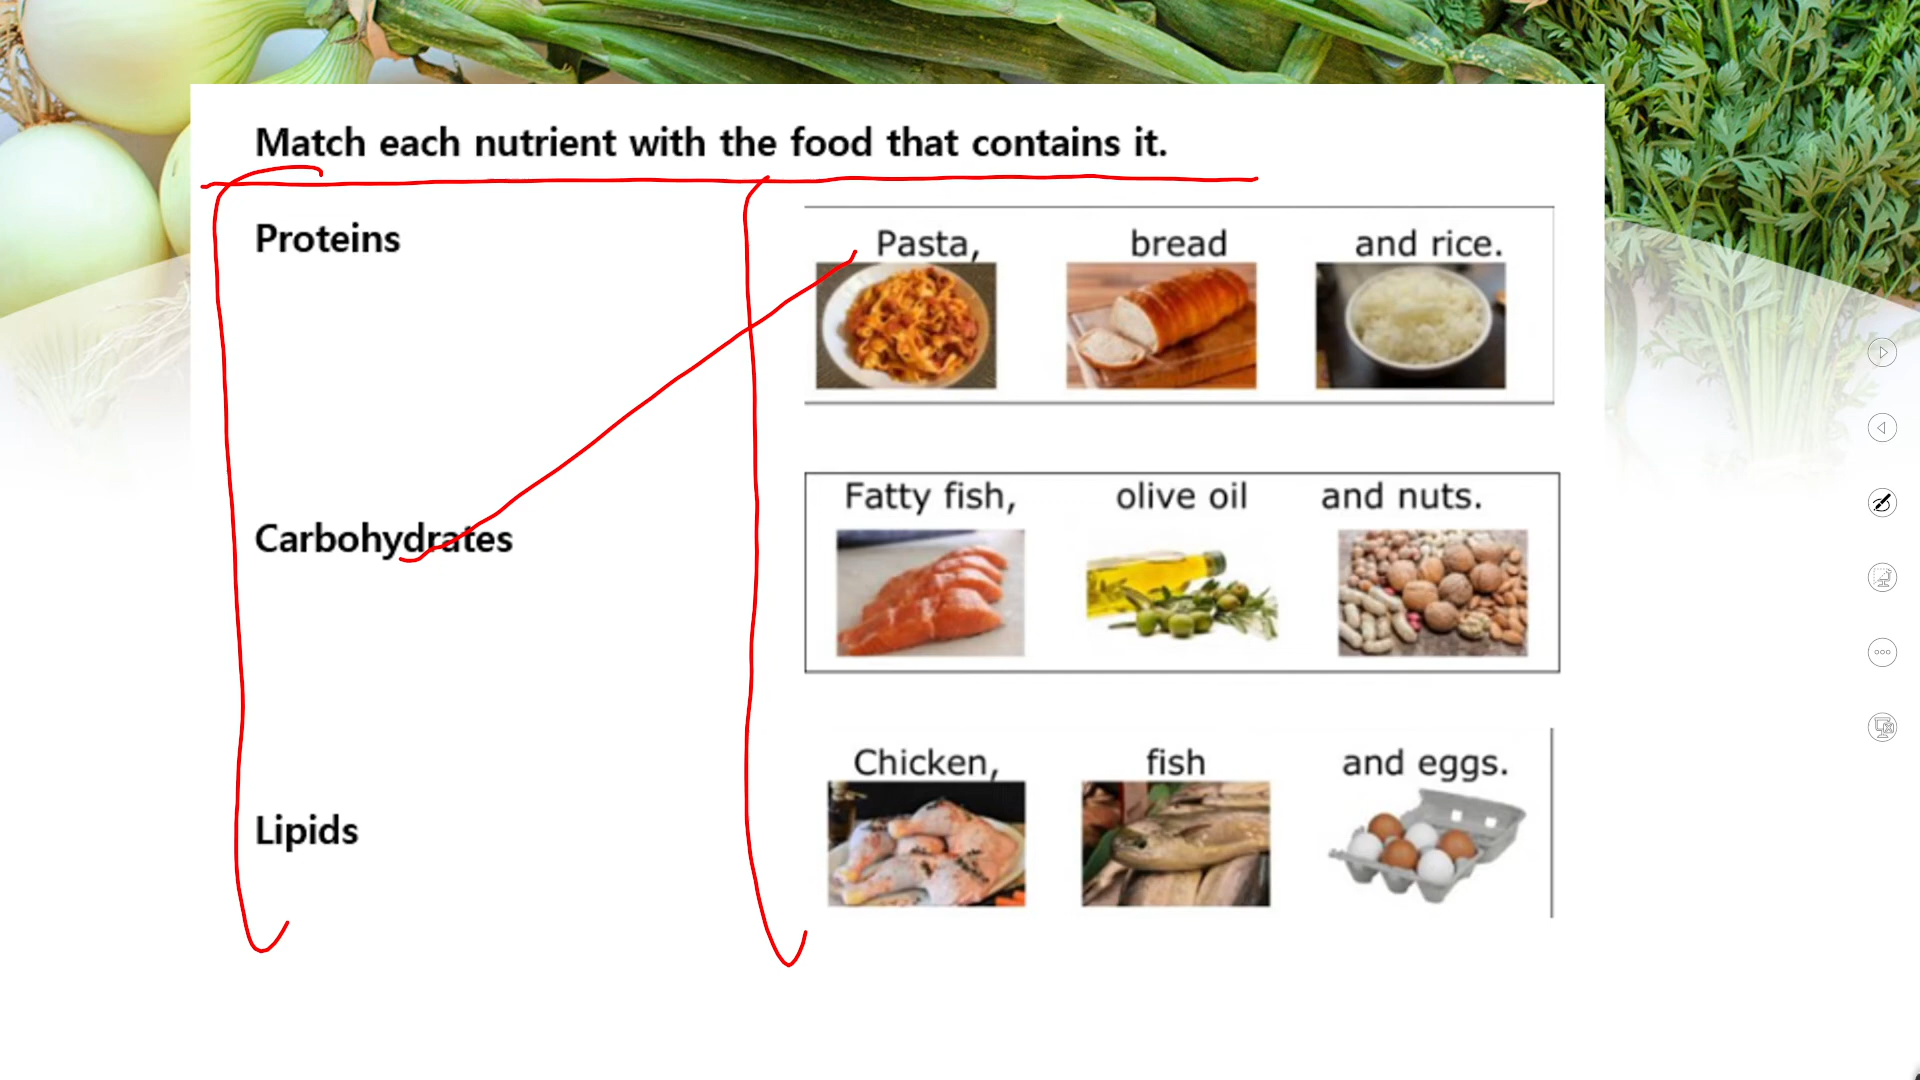 Match each nutrient with the food that contains it.
Proteins
Pasta, bread and rice.
Carbohydrates
Fatty fish, olive oil and nuts.
Lipids
Chicken, fish and eggs.